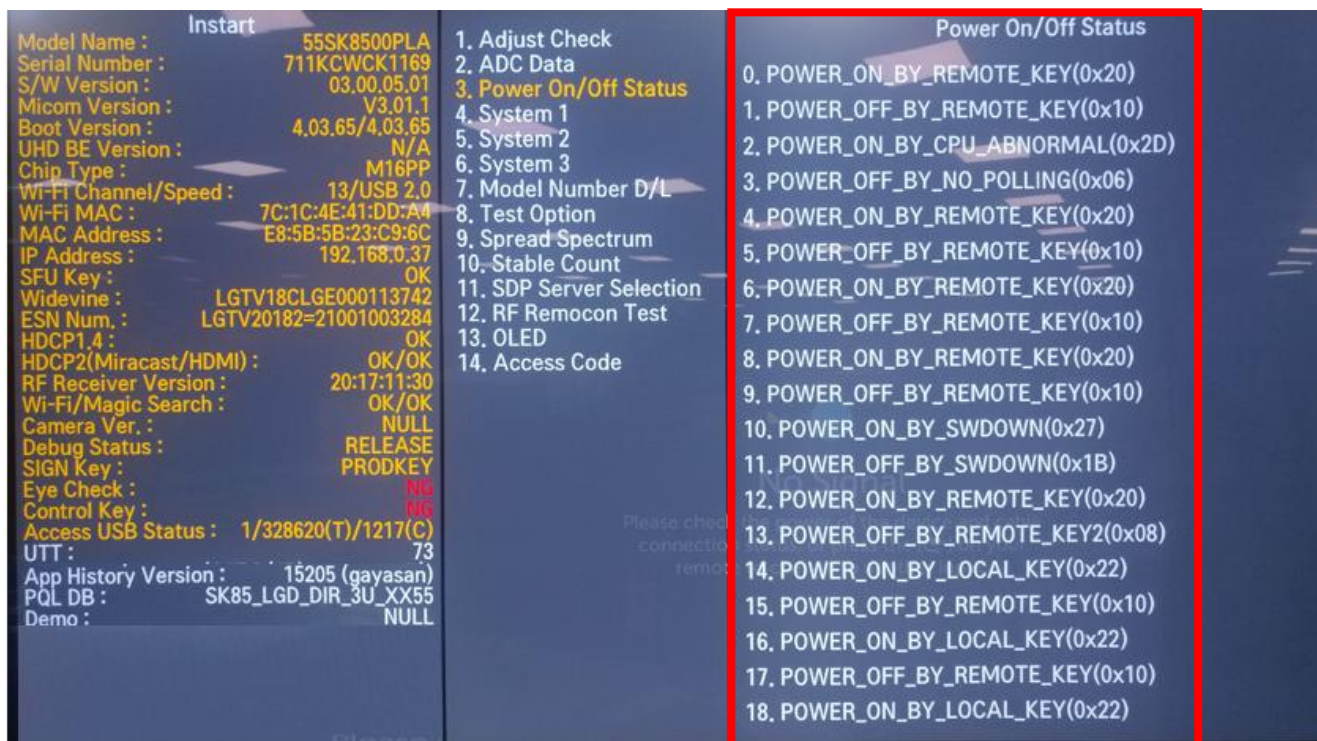 Instart
Model Name : 55SK8500PLA
Serial Number : 711KCWCK1169
S/W Version : 03.00.05.01
Micom Version : V3.01.1
Boot Version : 4.03.65/4.03.65
UHD BE Version : N/A
Chip Type : M16PP
Wi-Fi Channel/Speed : 13/USB 2.0
Wi-Fi MAC : 7C:1C:4E:41:DD:A4
MAC Address : E8:5B:5B:23:C9:6C
IP Address : 192.168.0.37
SFU Key : OK
Widevine : LGTV18CLGE000113742
ESN Num. : LGTV20182=21001003284
HDCP1.4 : OK
HDCP2(Miracast/HDMI) : OK/OK
RF Receiver Version : 20:17:11:30
Wi-Fi/Magic Search : OK/OK
Camera Ver. : NULL
Debug Status : RELEASE
SIGN Key : PRODKEY
Eye Check : NG
Control Key : NG
Access USB Status : 1/328620(T)/1217(C)
UTT : 73
App History Version : 15205 (gayasan)
PQL DB : SK85_LGD_DIR_3U_XX55
Demo : NULL
1. Adjust Check
2. ADC Data
3. Power On/Off Status
4. System 1
5. System 2
6. System 3
7. Model Number D/L
8. Test Option
9. Spread Spectrum
10. Stable Count
11. SDP Server Selection
12. RF Remocon Test
13. OLED
14. Access Code
Power On/Off Status
0. POWER_ON_BY_REMOTE_KEY(0x20)
1. POWER_OFF_BY_REMOTE_KEY(0x10)
2. POWER_ON_BY_CPU_ABNORMAL(0x2D)
3. POWER_OFF_BY_NO_POLLING(0x06)
4. POWER_ON_BY_REMOTE_KEY(0x20)
5. POWER_OFF_BY_REMOTE_KEY(0x10)
6. POWER_ON_BY_REMOTE_KEY(0x20)
7. POWER_OFF_BY_REMOTE_KEY(0x10)
8. POWER_ON_BY_REMOTE_KEY(0x20)
9. POWER_OFF_BY_REMOTE_KEY(0x10)
10. POWER_ON_BY_SWDOWN(0x27)
11. POWER_OFF_BY_SWDOWN(0x1B)
12. POWER_ON_BY_REMOTE_KEY(0x20)
13. POWER_OFF_BY_REMOTE_KEY2(0x08)
14. POWER_ON_BY_LOCAL_KEY(0x22)
15. POWER_OFF_BY_REMOTE_KEY(0x10)
16. POWER_ON_BY_LOCAL_KEY(0x22)
17. POWER_OFF_BY_REMOTE_KEY(0x10)
18. POWER_ON_BY_LOCAL_KEY(0x22)
No Signal
Please check the
connection
remote